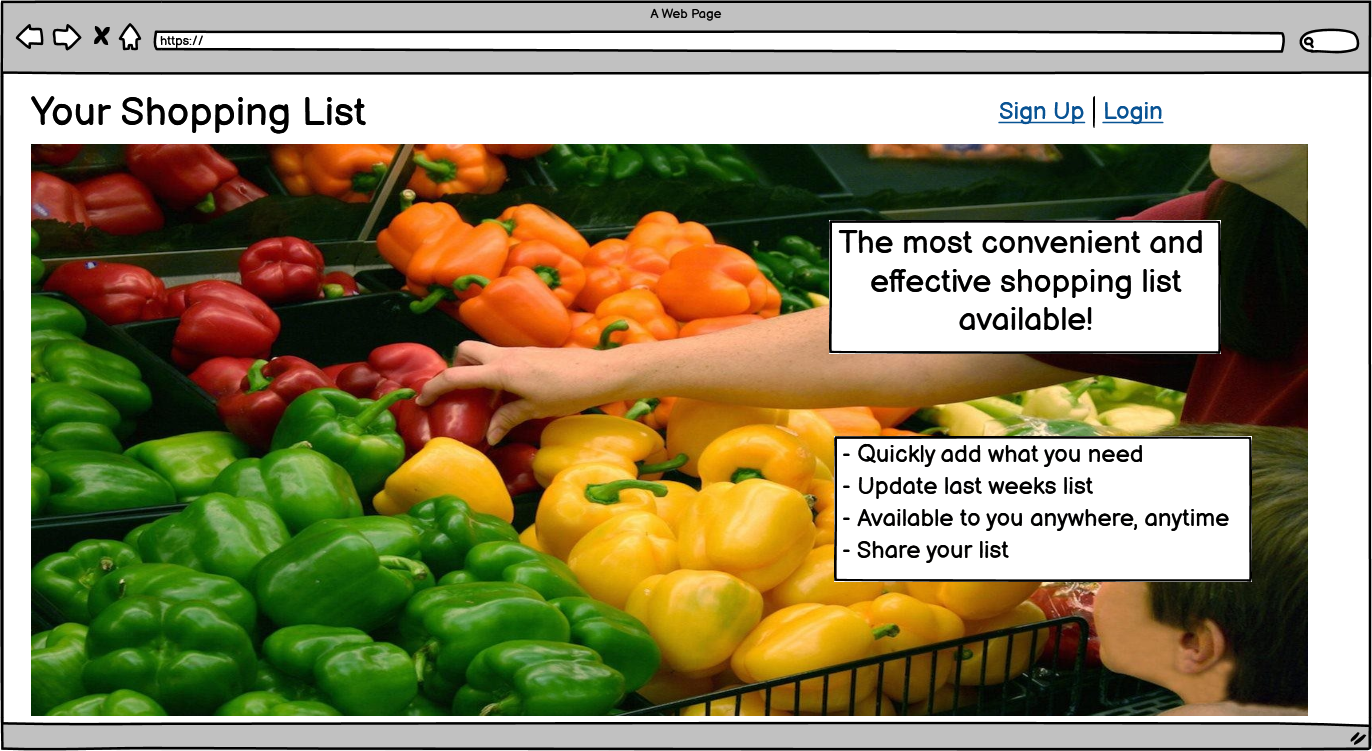 A Web Page
https://
Your Shopping List
Sign Up | Login
The most convenient and
effective shopping list
available!
- Quickly add what you need
- Update last weeks list
- Available to you anywhere, anytime
- Share your list